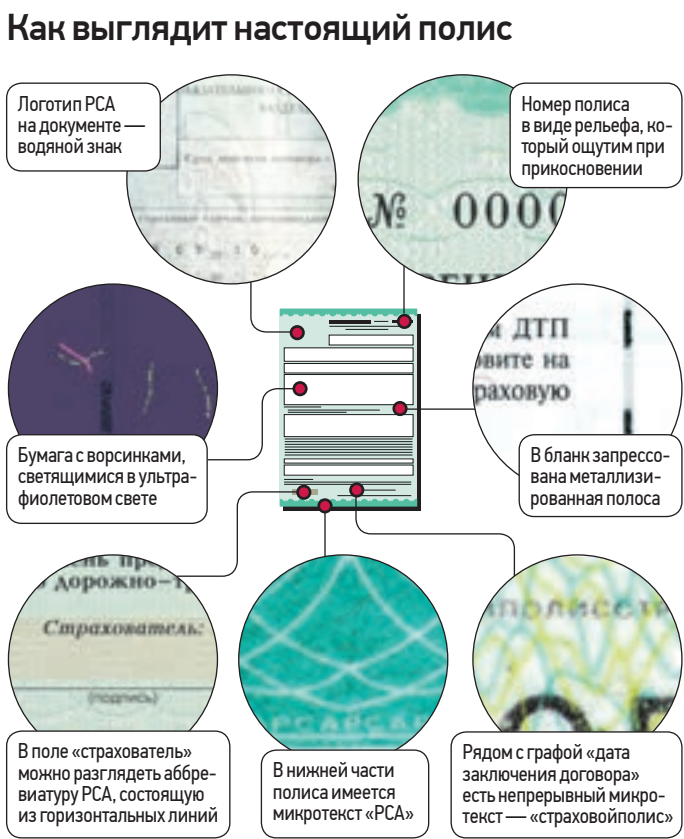 Как выглядит настоящий полис
Логотип РСА
на документе —
водяной знак
Номер полиса
в виде рельефа, ко-
торый ощутим при
прикосновении
№ 0000
ДТП
вите на
раховую
Бумага с ворсинками,
светящимися в ультра-
фиолетовом свете
В бланк запрессо-
вана металлизи-
рованная полоса
дорожно-т
Страхователь:
(подпись)
РСАРСА
ПОЛИССТР
В поле «страхователь»
можно разглядеть аббре-
виатуру РСА, состоящую
из горизонтальных линий
В нижней части
полиса имеется
микротекст «РСА»
Рядом с графой «дата
заключения договора»
есть непрерывный микро-
текст — «страховойполис»